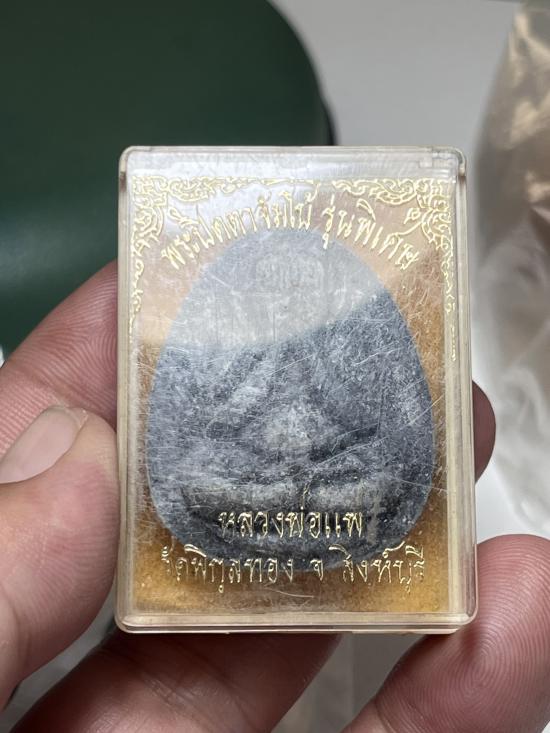 พระปิดตาจัมโบ้ รุ่นพิเศษ
หลวงพ่อแพ
วัดพิกุลทอง จ สิงห์บุรี